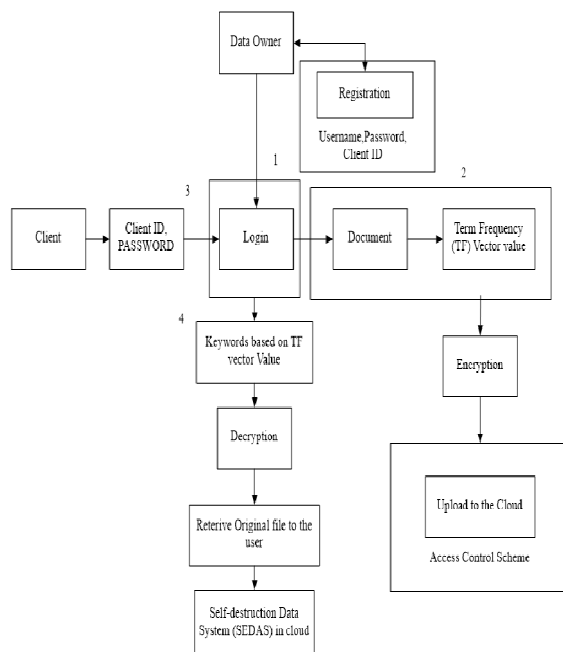 Data Owner
Registration
Username,Password,
Client ID
1
2
3
Client
Client ID,
PASSWORD
Login
Document
Term Frequency
(TF) Vector value
4
Keywords based on TF
vector Value
Encryption
Decryption
Upload to the Cloud
Access Control Scheme
Reterive Original file to the
user
Self-destruction Data
System (SEDAS) in cloud